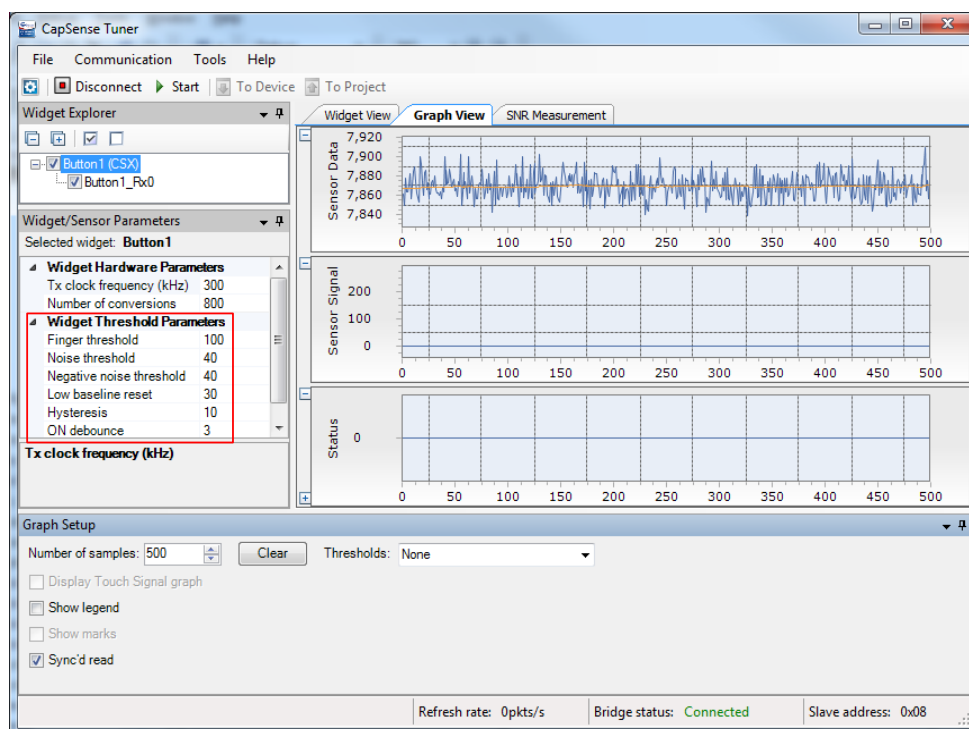 CapSense Tuner
File Communication Tools Help
Disconnect Start To Device To Project
Widget Explorer
Button1 (CSX)
Button1_Rx0
Widget/Sensor Parameters
Selected widget: Button1
Widget Hardware Parameters
Tx clock frequency (kHz) 300
Number of conversions 800
Widget Threshold Parameters
Finger threshold 100
Noise threshold 40
Negative noise threshold 40
Low baseline reset 30
Hysteresis 10
ON debounce 3
Tx clock frequency (kHz)
Widget View Graph View SNR Measurement
Sensor Data
7,920
7,900
7,880
7,860
7,840
0 50 100 150 200 250 300 350 400 450 500
Sensor Signal
200
100
0
0 50 100 150 200 250 300 350 400 450 500
Status
0
0 50 100 150 200 250 300 350 400 450 500
Graph Setup
Number of samples: 500 Clear Thresholds: None
Display Touch Signal graph
Show legend
Show marks
Sync'd read
Refresh rate: 0pkts/s Bridge status: Connected Slave address: 0x08